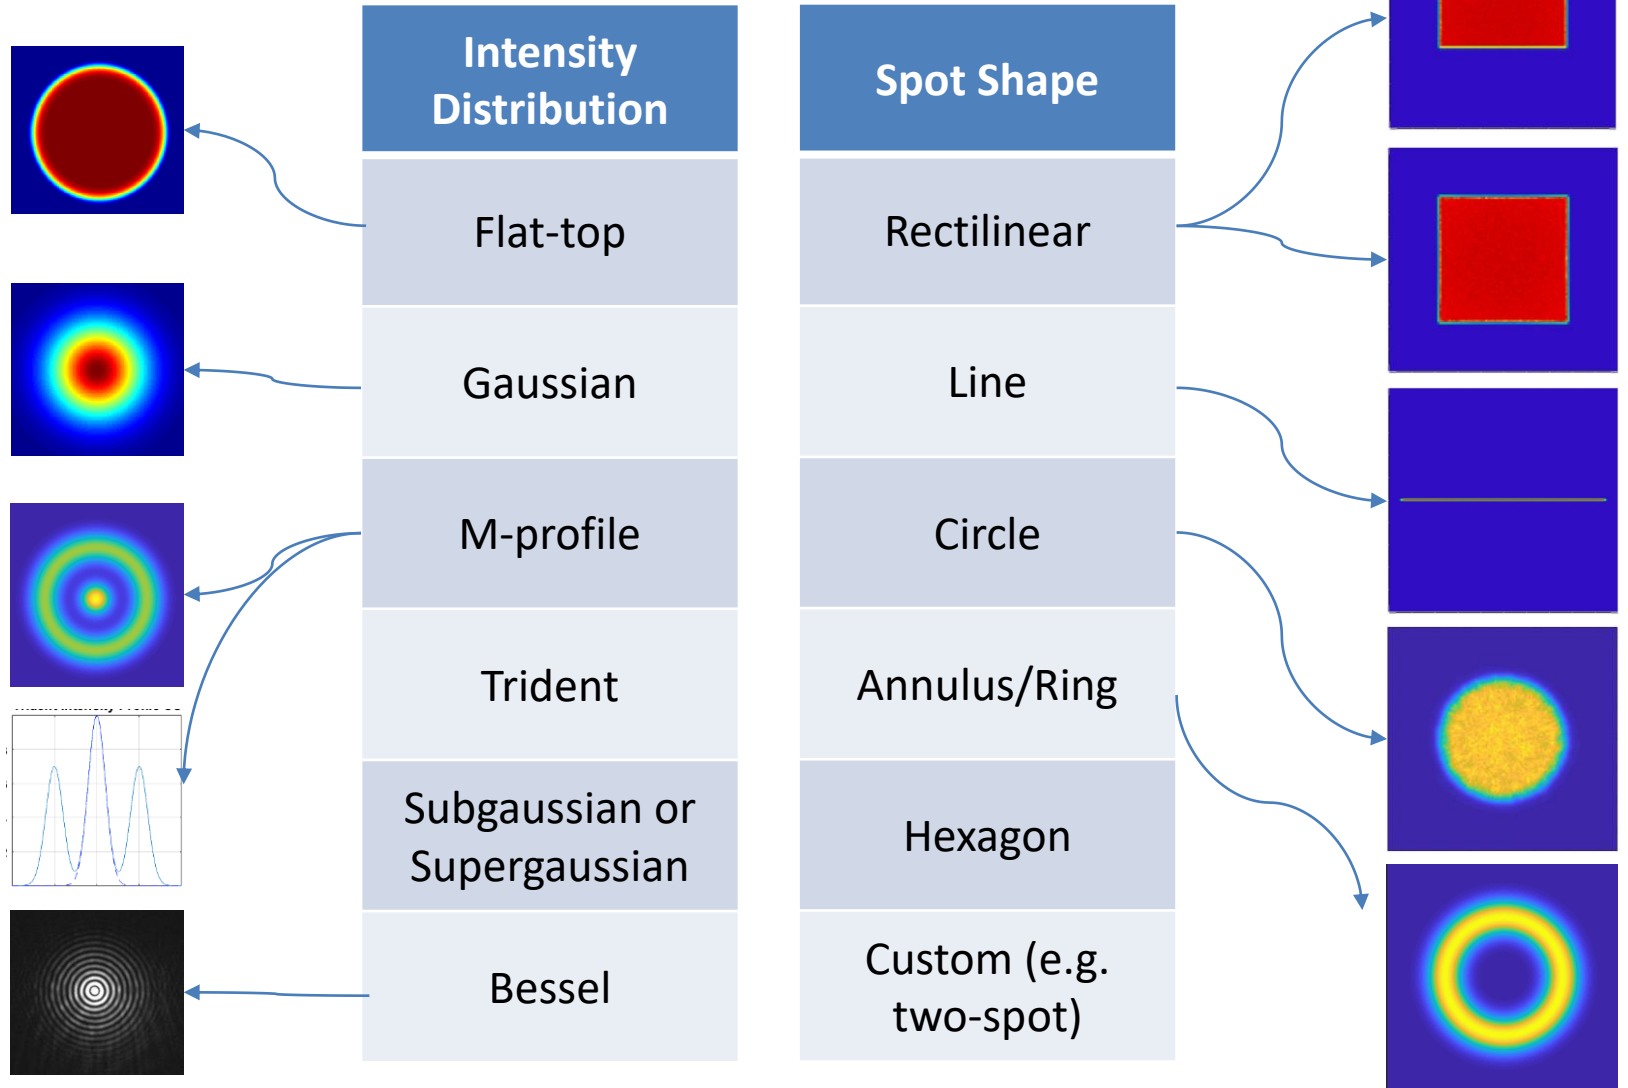 Intensity
Distribution
Flat-top
Gaussian
M-profile
Trident
Subgaussian or
Supergaussian
Bessel
Spot Shape
Rectilinear
Line
Circle
Annulus/Ring
Hexagon
Custom (e.g.
two-spot)